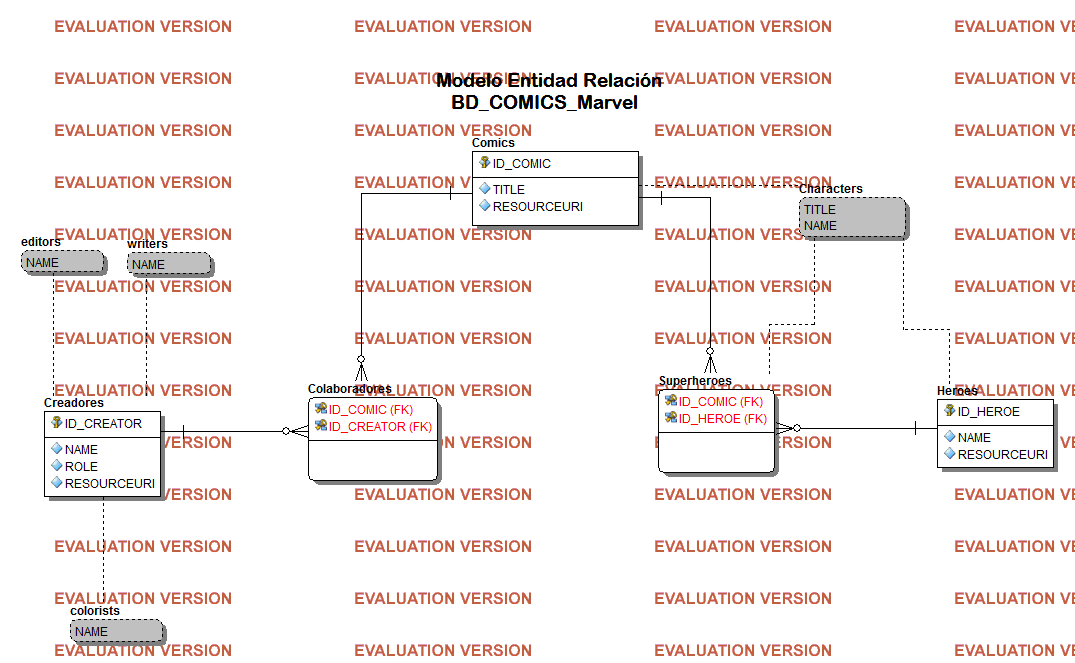 EVALUATION VERSION EVALUATION VERSION EVALUATION VERSION EVALUATION VE
EVALUATION VERSION EVALUATION VERSION EVALUATION VERSION EVALUATION VE
Modelo Entidad Relación
BD_COMICS_Marvel
EVALUATION VERSION EVALUATION VERSION EVALUATION VERSION EVALUATION VE
Comics
ID_COMIC
TITLE
RESOURCEURI
EVALUATION VERSION EVALUATION V EVALUATION VERSION EVALUATION VE
Characters
TITLE
NAME
EVALUATION VERSION EVALUATION VERSION EVALUATION VERS EVALUATION VE
editors
NAME
writers
NAME
EVALUATION VERSION EVALUATION VERSION EVALUATION VERSION EVALUATION VE
EVALUATION VERSION EVALUATION VERSION EVALUATION VERSION EVALUATION VE
EVALUATION VERSION EVALUATION VERSION EVALUATION VERSION EVALUATION VE
Creadores
ID_CREATOR
NAME
ROLE
RESOURCEURI
Colaboradores
ID_COMIC (FK)
ID_CREATOR (FK)
Superheroes
ID_COMIC (FK)
ID_HEROE (FK)
Heroes
ID_HEROE
NAME
RESOURCEURI
VERSION EVALUATION VERSION EVALUATION VERSION EVALUATION VE
VERSION EVALUATION VERSION EVALUATION VERSION EVALUATION VE
EVALUATION VERSION EVALUATION VERSION EVALUATION VERSION EVALUATION VE
EVALUATION VERSION EVALUATION VERSION EVALUATION VERSION EVALUATION VE
colorists
NAME
EVALUATION VERSION EVALUATION VERSION EVALUATION VERSION EVALUATION VE